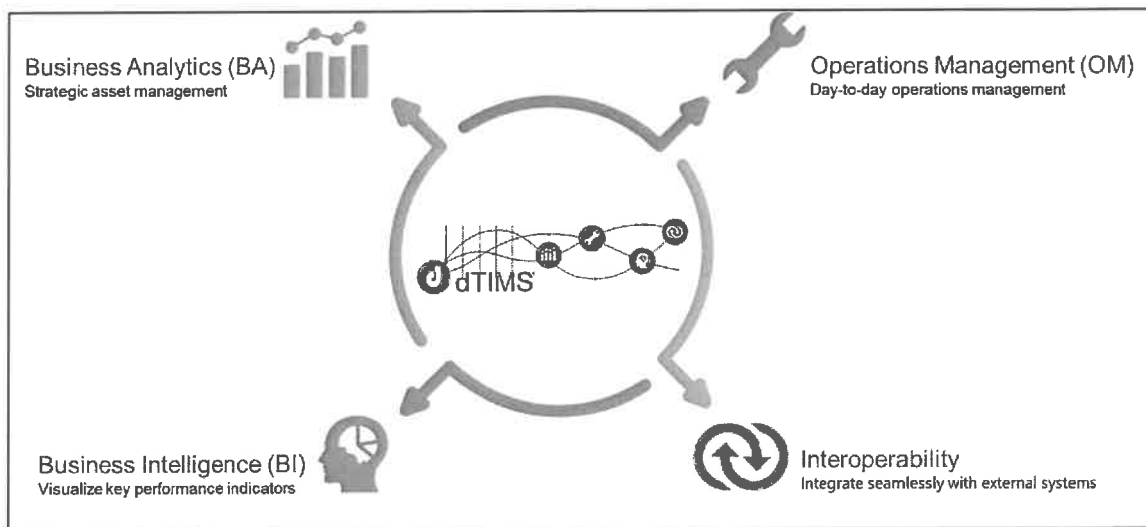 Business Analytics (BA)
Strategic asset management
Operations Management (OM)
Day-to-day operations management
dTIMS
Business Intelligence (BI)
Visualize key performance indicators
Interoperability
Integrate seamlessly with external systems